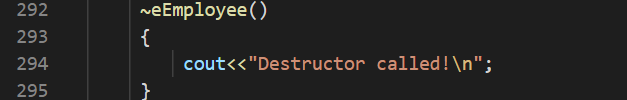 292 ~eEmployee()
293 {
294 cout<<"Destructor called!\n";
295 }